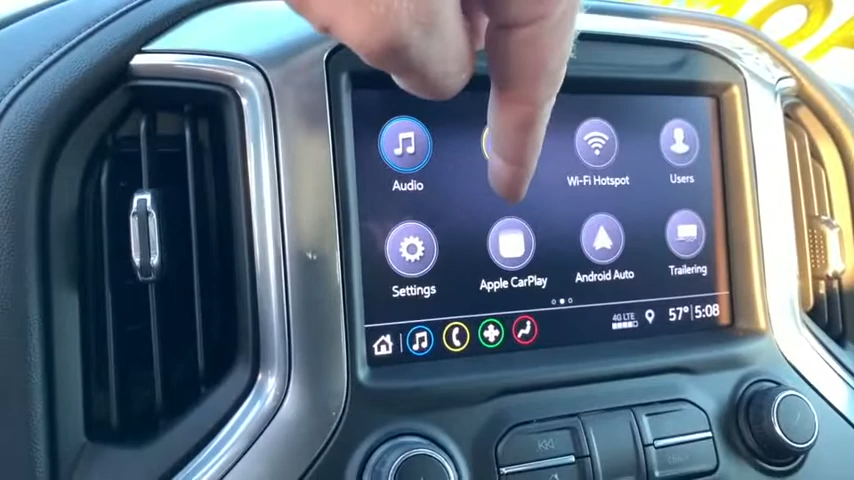 Audio
Wi-Fi Hotspot
Users
Settings
Apple CarPlay
Android Auto
Trailering
4G LTE
57° 5:08